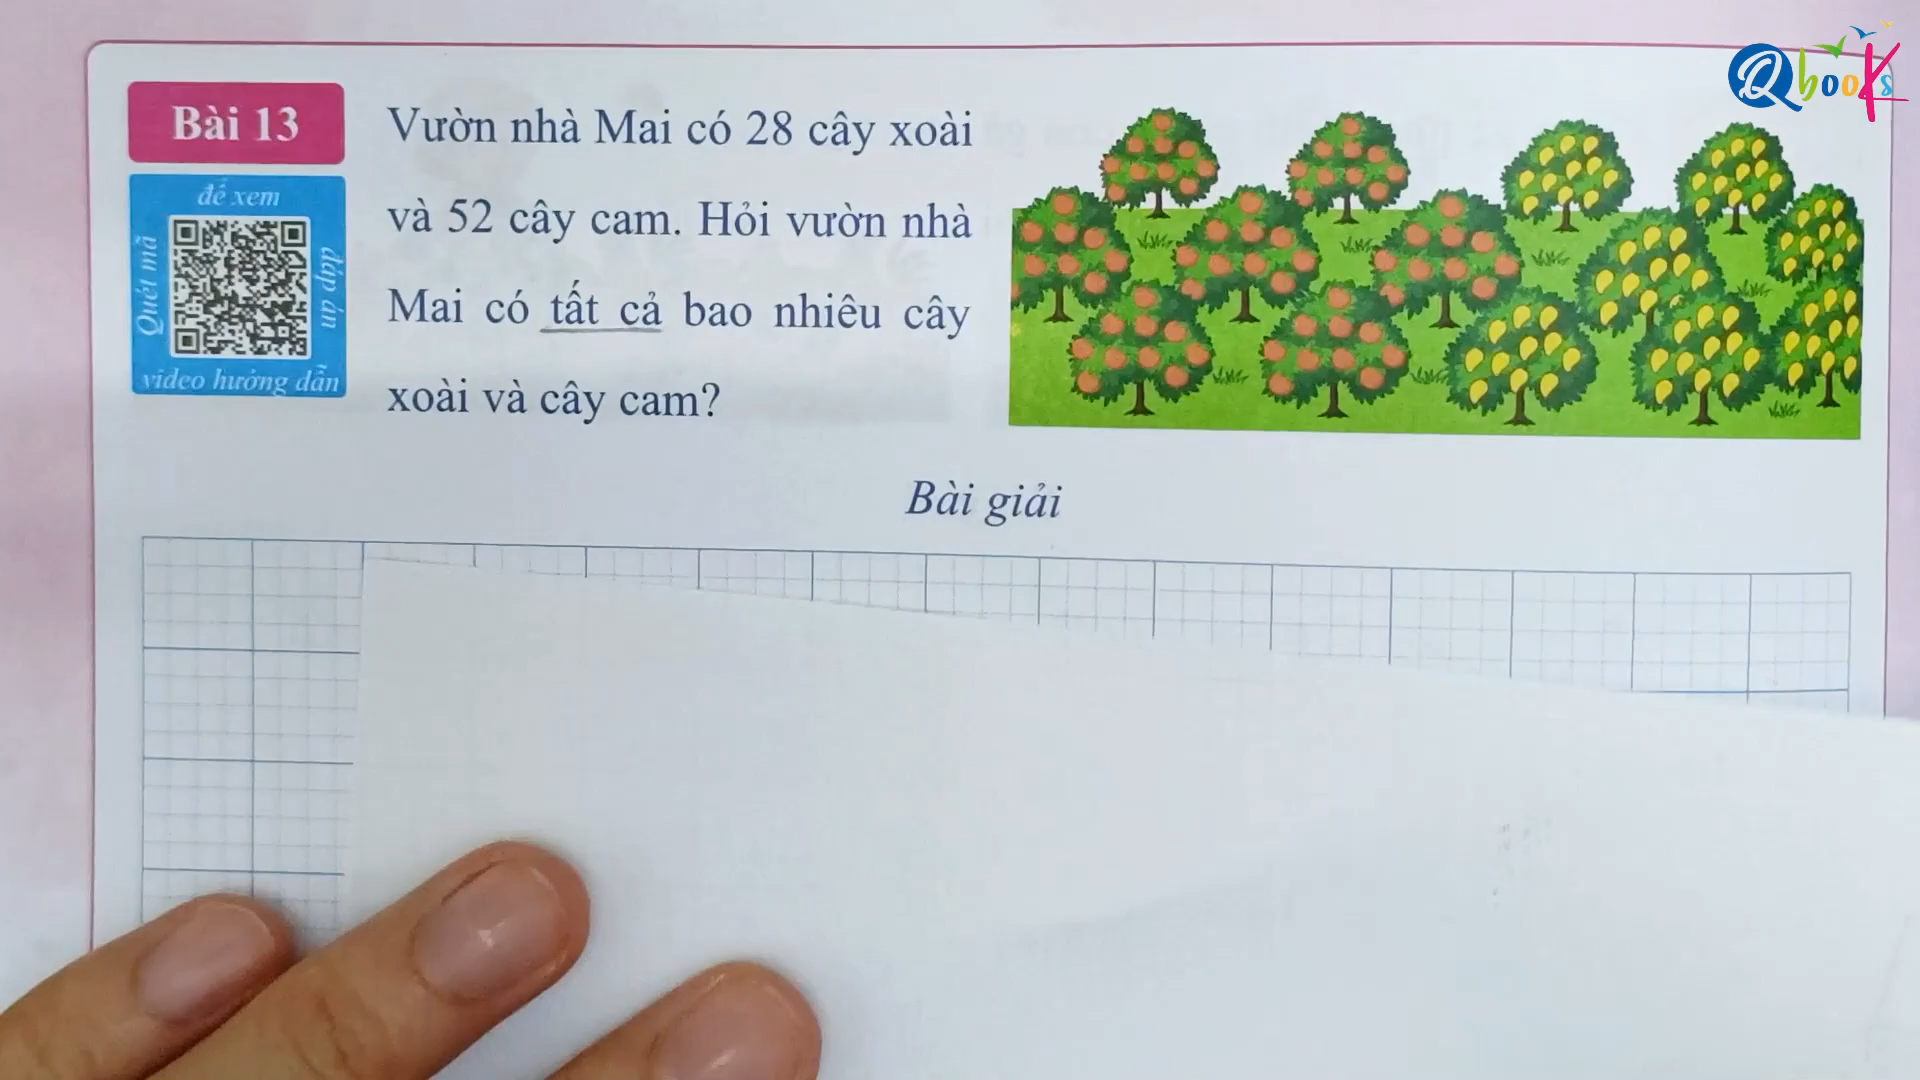 Qbooks
Bài 13
Vườn nhà Mai có 28 cây xoài
và 52 cây cam. Hỏi vườn nhà
Mai có tất cả bao nhiêu cây
xoài và cây cam?
để xem
Quét mã
đáp án
video hướng dẫn
Bài giải